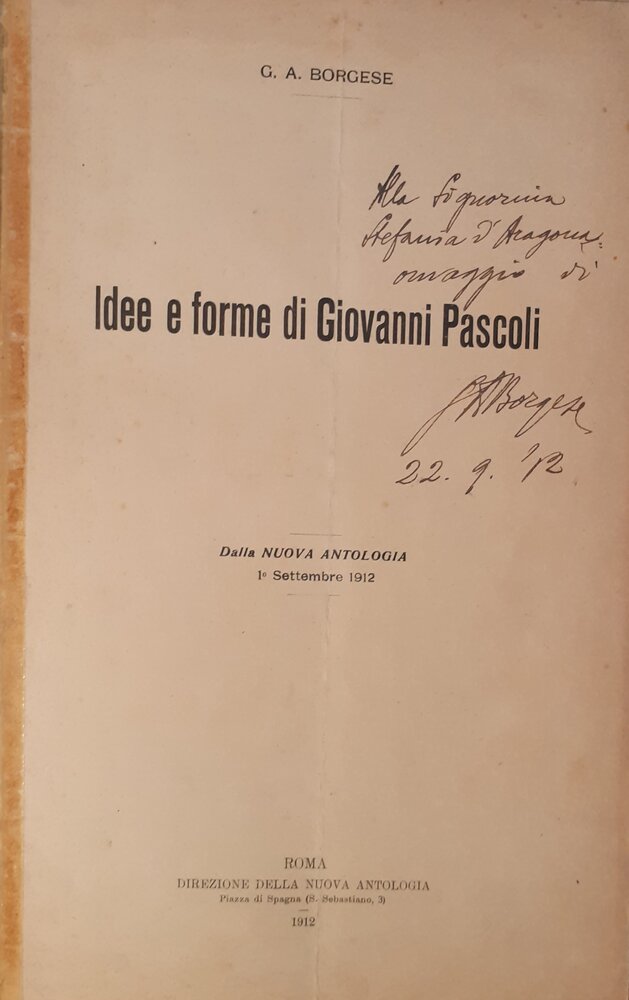 G. A. BORGESE
Alla Signorina
Stefania d'Aragona,
omaggio di
Idee e forme di Giovanni Pascoli
GABorgese
22. 9. '12
Dalla NUOVA ANTOLOGIA
1º Settembre 1912
ROMA
DIREZIONE DELLA NUOVA ANTOLOGIA
Piazza di Spagna (S. Sebastiano, 3)
1912